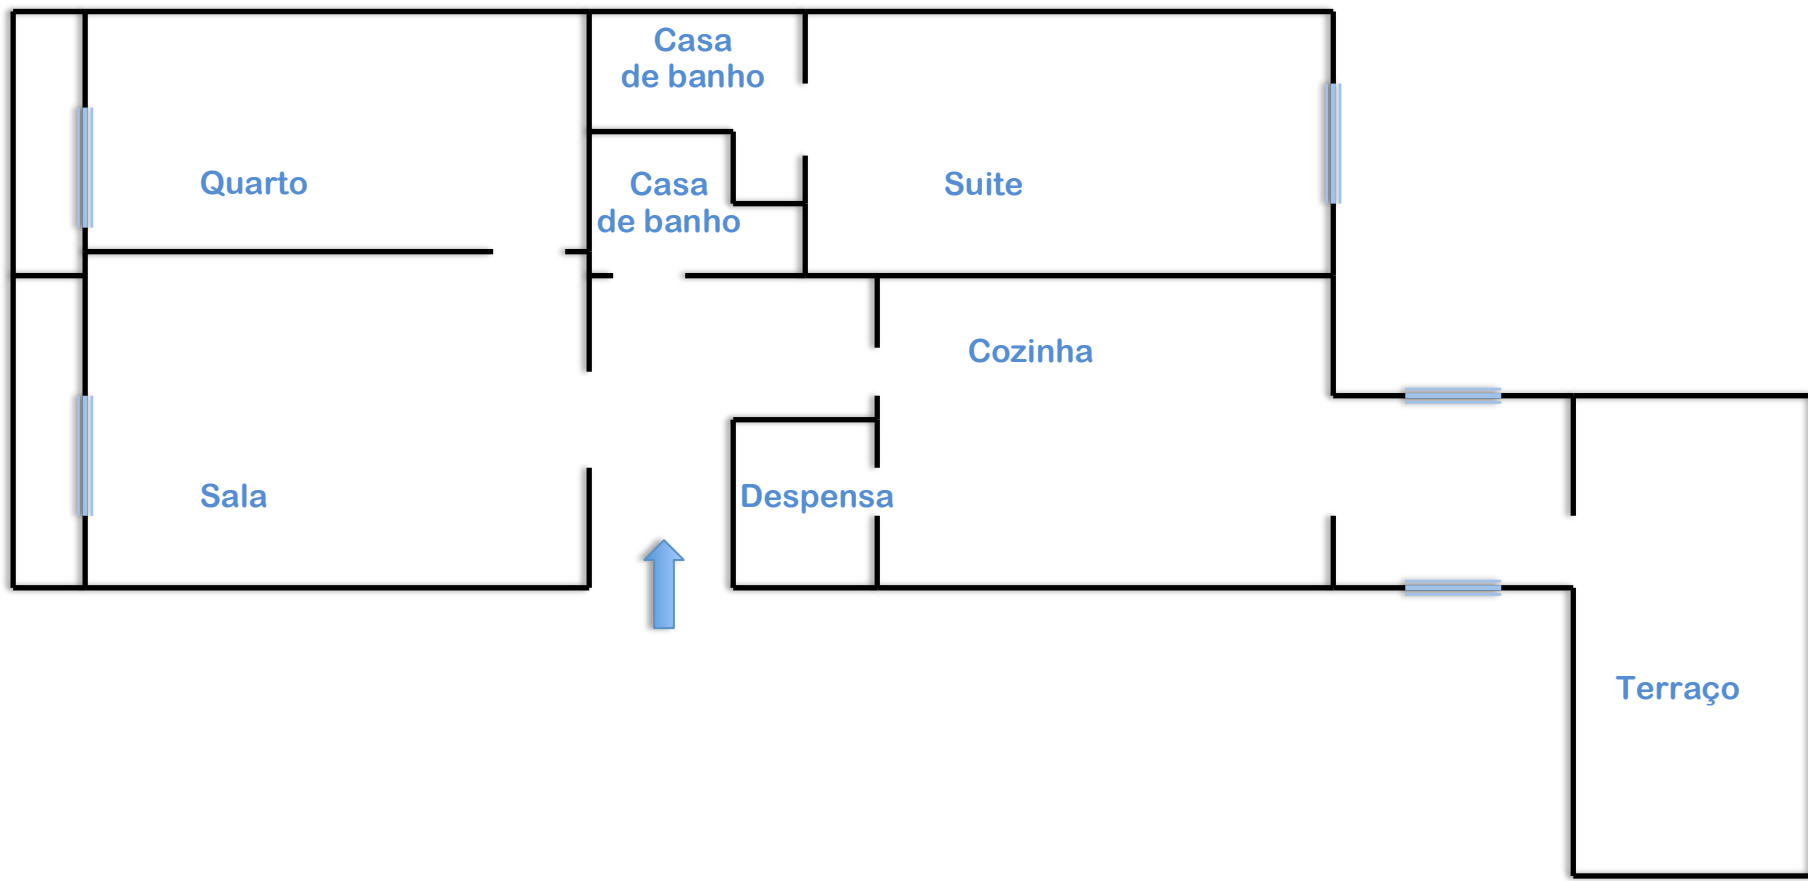 Casa
de banho
Quarto
Casa
de banho
Suite
Cozinha
Sala
Despensa
Terraço